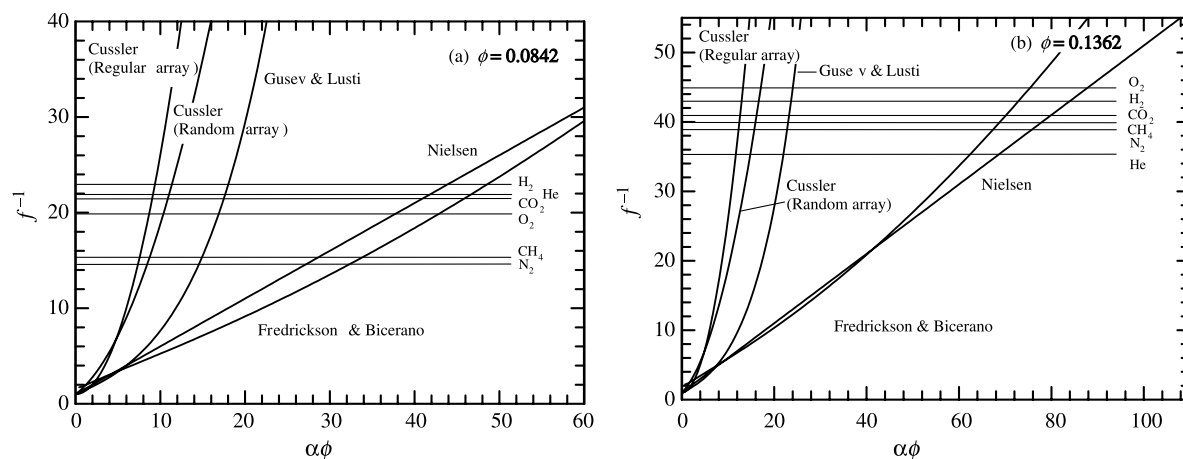 40
30
20
10
0
f⁻¹
Cussler
(Regular array)
Cussler
(Random array)
Gusev & Lusti
(a) ϕ = 0.0842
Nielsen
H₂
He
CO₂
O₂
CH₄
N₂
Fredrickson & Bicerano
0 10 20 30 40 50 60
αϕ
50
40
30
20
10
0
f⁻¹
Cussler
(Regular array)
Guse v & Lusti
(b) ϕ = 0.1362
O₂
H₂
CO₂
CH₄
N₂
He
Cussler
(Random array)
Nielsen
Fredrickson & Bicerano
0 20 40 60 80 100
αϕ